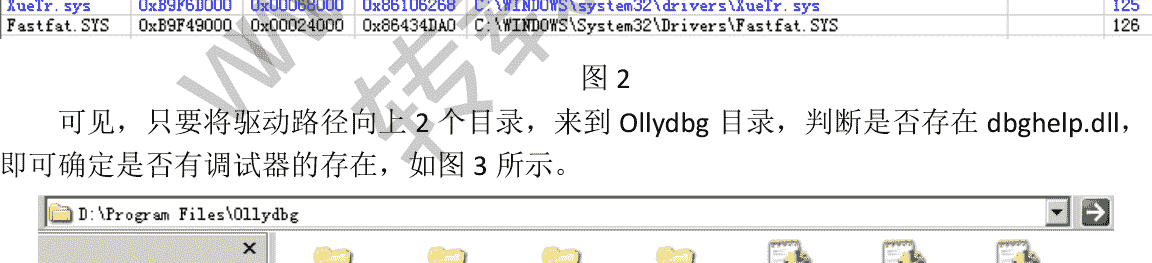 XueTr.sys 0xB9F6D000 0x00068000 0x86106268 C:\WINDOWS\system32\drivers\XueTr.sys 125
Fastfat.SYS 0xB9F49000 0x00024000 0x86434DA0 C:\WINDOWS\System32\Drivers\Fastfat.SYS 126
图 2
可见，只要将驱动路径向上 2 个目录，来到 Ollydbg 目录，判断是否存在 dbghelp.dll，
即可确定是否有调试器的存在，如图 3 所示。
D:\Program Files\Ollydbg